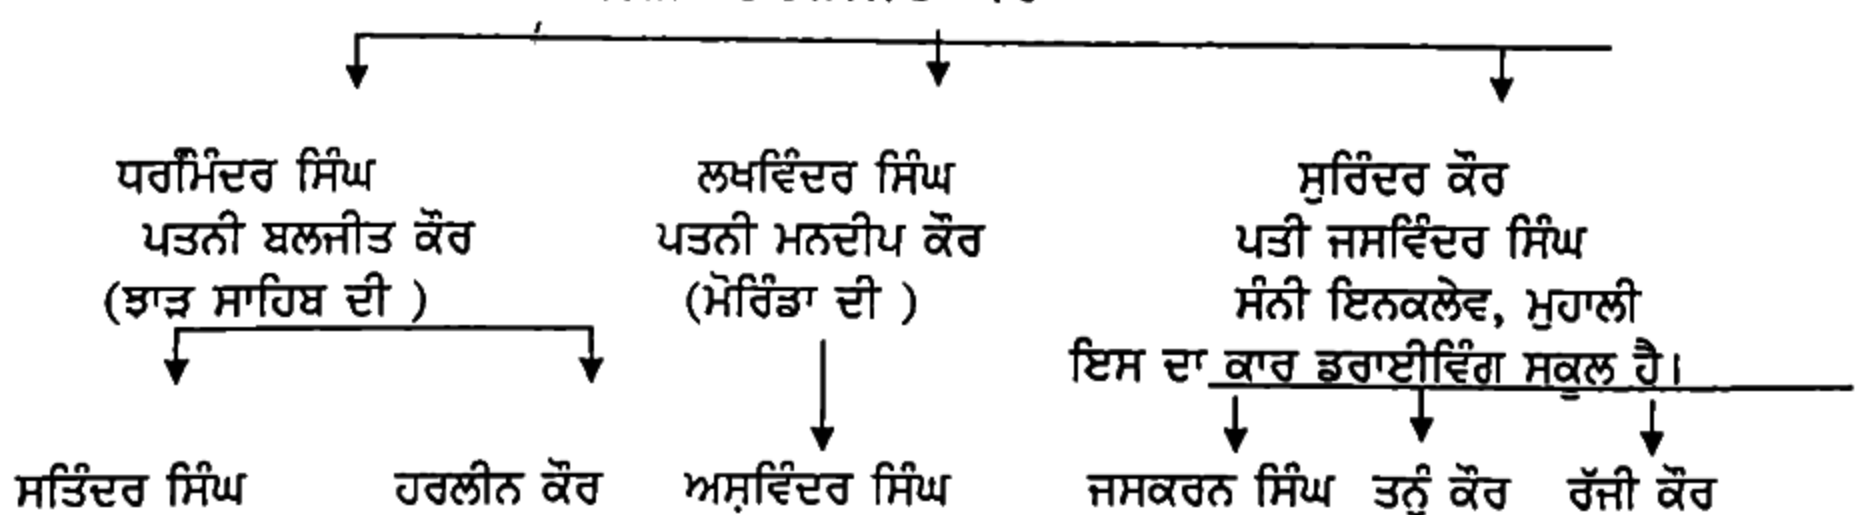 ਧਰਮਿੰਦਰ ਸਿੰਘ
ਪਤਨੀ ਬਲਜੀਤ ਕੌਰ
(ਝਾੜ ਸਾਹਿਬ ਦੀ )
ਲਖਵਿੰਦਰ ਸਿੰਘ
ਪਤਨੀ ਮਨਦੀਪ ਕੌਰ
(ਮੋਰਿੰਡਾ ਦੀ )
ਸੁਰਿੰਦਰ ਕੌਰ
ਪਤੀ ਜਸਵਿੰਦਰ ਸਿੰਘ
ਸੰਨੀ ਇਨਕਲੇਵ, ਮੁਹਾਲੀ
ਇਸ ਦਾ ਕਾਰ ਡਰਾਈਵਿੰਗ ਸਕੂਲ ਹੈ।
ਸਤਿੰਦਰ ਸਿੰਘ
ਹਰਲੀਨ ਕੌਰ
ਅਸ਼ਵਿੰਦਰ ਸਿੰਘ
ਜਸਕਰਨ ਸਿੰਘ
ਤਨੂੰ ਕੌਰ
ਰੱਜੀ ਕੌਰ